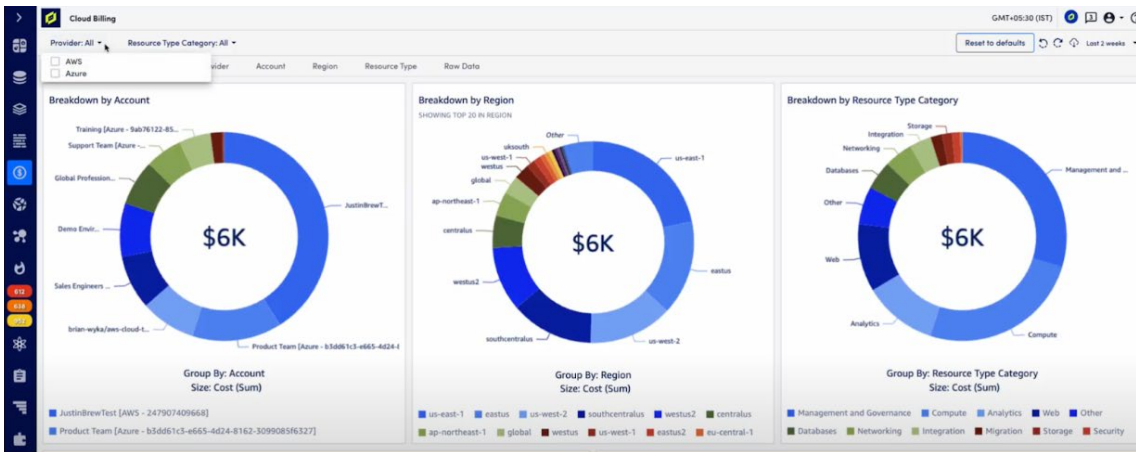 Cloud Billing
GMT+05:30 (IST)
3
Provider: All
Resource Type Category: All
Reset to defaults
Last 2 weeks
AWS
Azure
vider
Account
Region
Resource Type
Raw Data
Breakdown by Account
Training [Azure - 9ab76122-85...
Support Team [Azure -...
Global Profession...
Demo Envir...
Sales Engineers ...
brian-wyka/aws-cloud-t...
JustinBrewT...
Product Team [Azure - b3dd61c3-e665-4d24-8
$6K
Group By: Account
Size: Cost (Sum)
JustinBrewTest [AWS - 247907409668]
Product Team [Azure - b3dd61c3-e665-4d24-8162-3099085f6327]
Breakdown by Region
SHOWING TOP 20 IN REGION
Other
uksouth
us-west-1
westus
global
ap-northeast-1
centralus
westus2
southcentralus
us-east-1
eastus
us-west-2
$6K
Group By: Region
Size: Cost (Sum)
us-east-1 eastus us-west-2 southcentralus westus2 centralus
ap-northeast-1 global westus us-west-1 eastus2 eu-central-1
Breakdown by Resource Type Category
Storage
Integration
Networking
Databases
Other
Web
Analytics
Management and ...
Compute
$6K
Group By: Resource Type Category
Size: Cost (Sum)
Management and Governance Compute Analytics Web Other
Databases Networking Integration Migration Storage Security
612
638